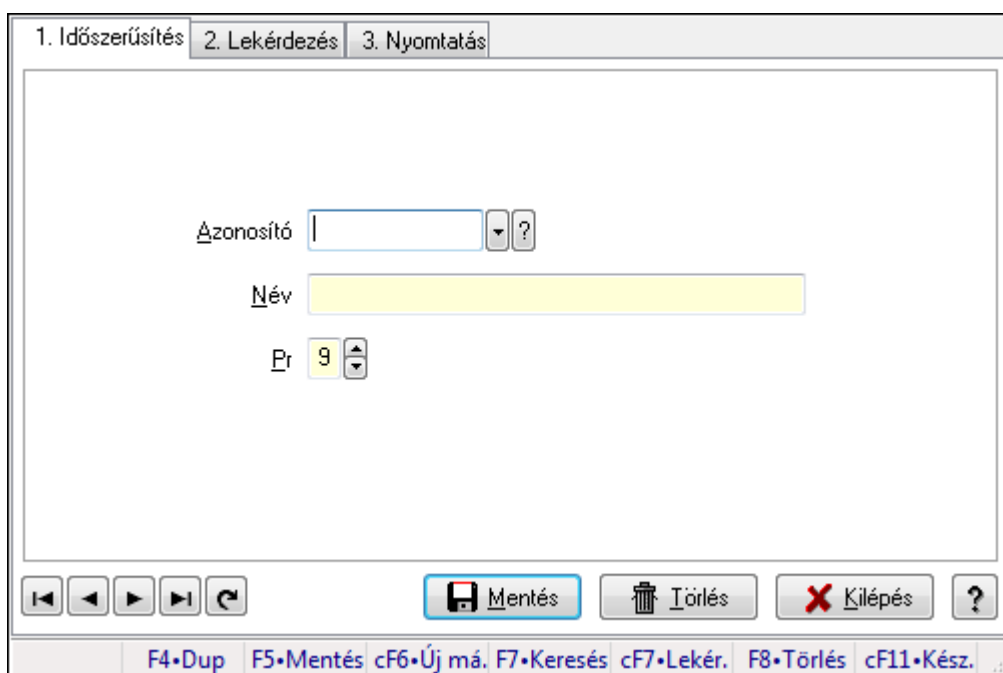 1. Időszerűsítés 2. Lekérdezés 3. Nyomtatás
Azonosító ?
Név
Pr 9
Mentés Törlés Kilépés ?
F4•Dup F5•Mentés cF6•Új má. F7•Keresés cF7•Lekér. F8•Törlés cF11•Kész.